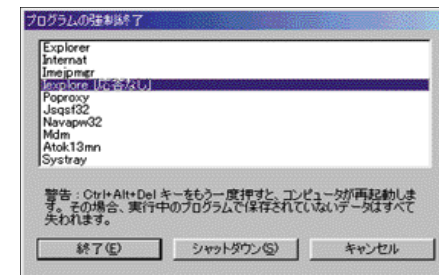 プログラムの強制終了
Explorer
Internat
Imejpmgr
Iexplore [応答なし]
Poproxy
Jsqsf32
Navapw32
Mdm
Atok13mn
Systray
警告 : Ctrl+Alt+Del キーをもう一度押すと、コンピュータが再起動しま
す。その場合、実行中のプログラムで保存されていないデータはすべて
失われます。
終了(E) シャットダウン(S) キャンセル